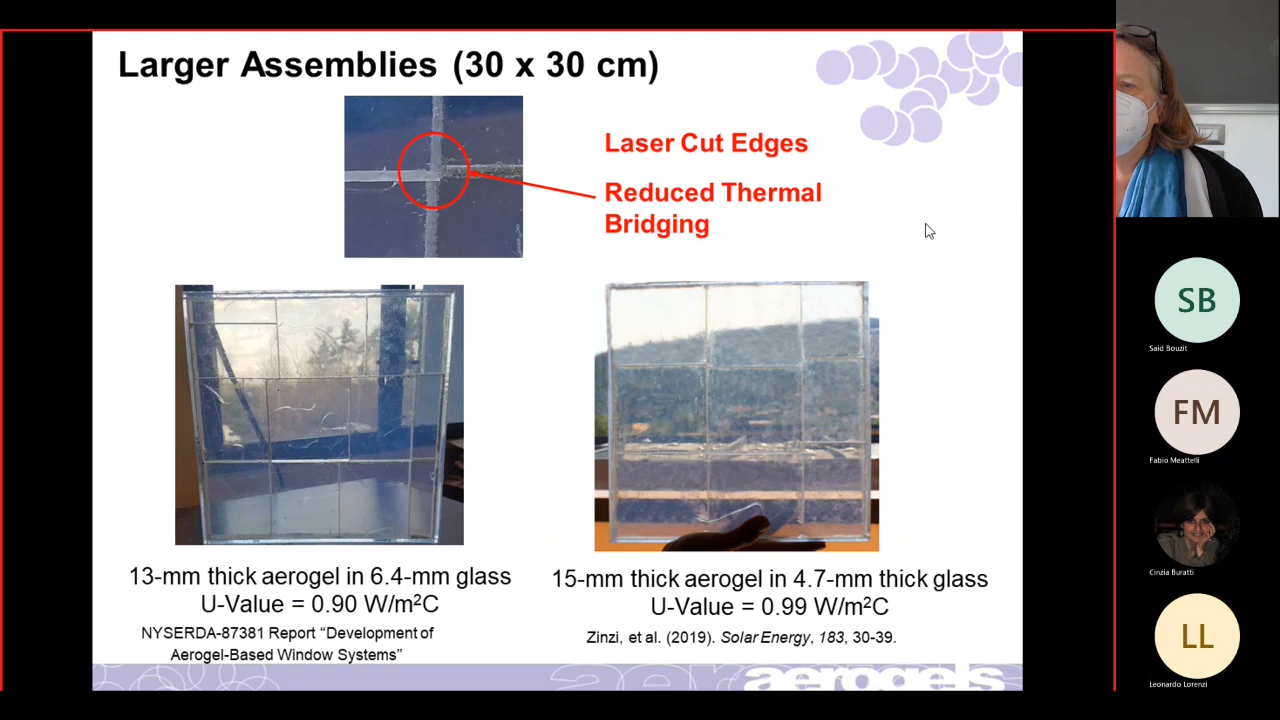 Larger Assemblies (30 x 30 cm)
Laser Cut Edges
Reduced Thermal
Bridging
13-mm thick aerogel in 6.4-mm glass
U-Value = 0.90 W/m²C
NYSERDA-87381 Report “Development of
Aerogel-Based Window Systems”
15-mm thick aerogel in 4.7-mm thick glass
U-Value = 0.99 W/m²C
Zinzi, et al. (2019). Solar Energy, 183, 30-39.
aerogels
SB
Said Bouzit
FM
Fabio Meattelli
Cinzia Buratti
LL
Leonardo Lorenzi